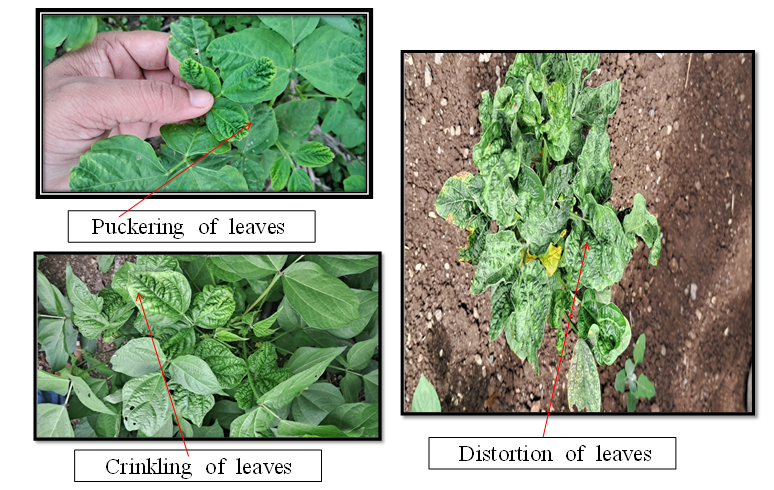 Puckering of leaves
Crinkling of leaves
Distortion of leaves